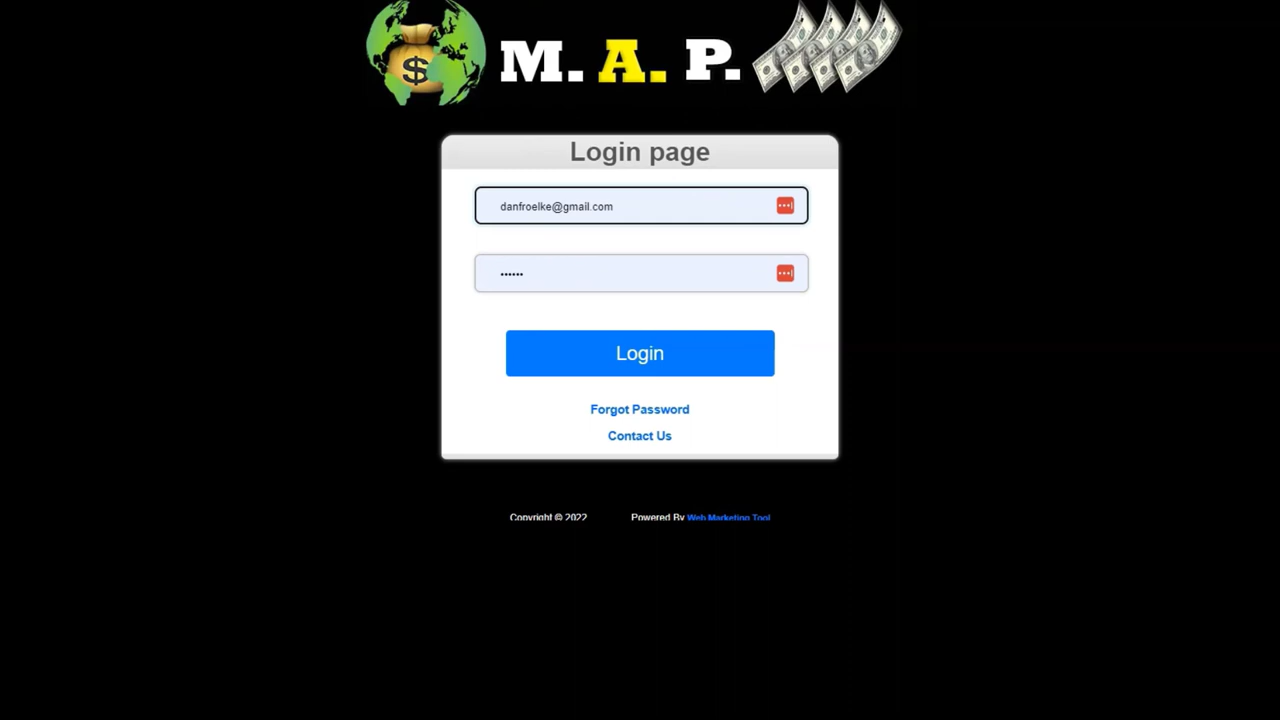 $ M. A. P.
Login page
danfroelke@gmail.com
••••••
Login
Forgot Password
Contact Us
Copyright © 2022 Powered By Web Marketing Tool